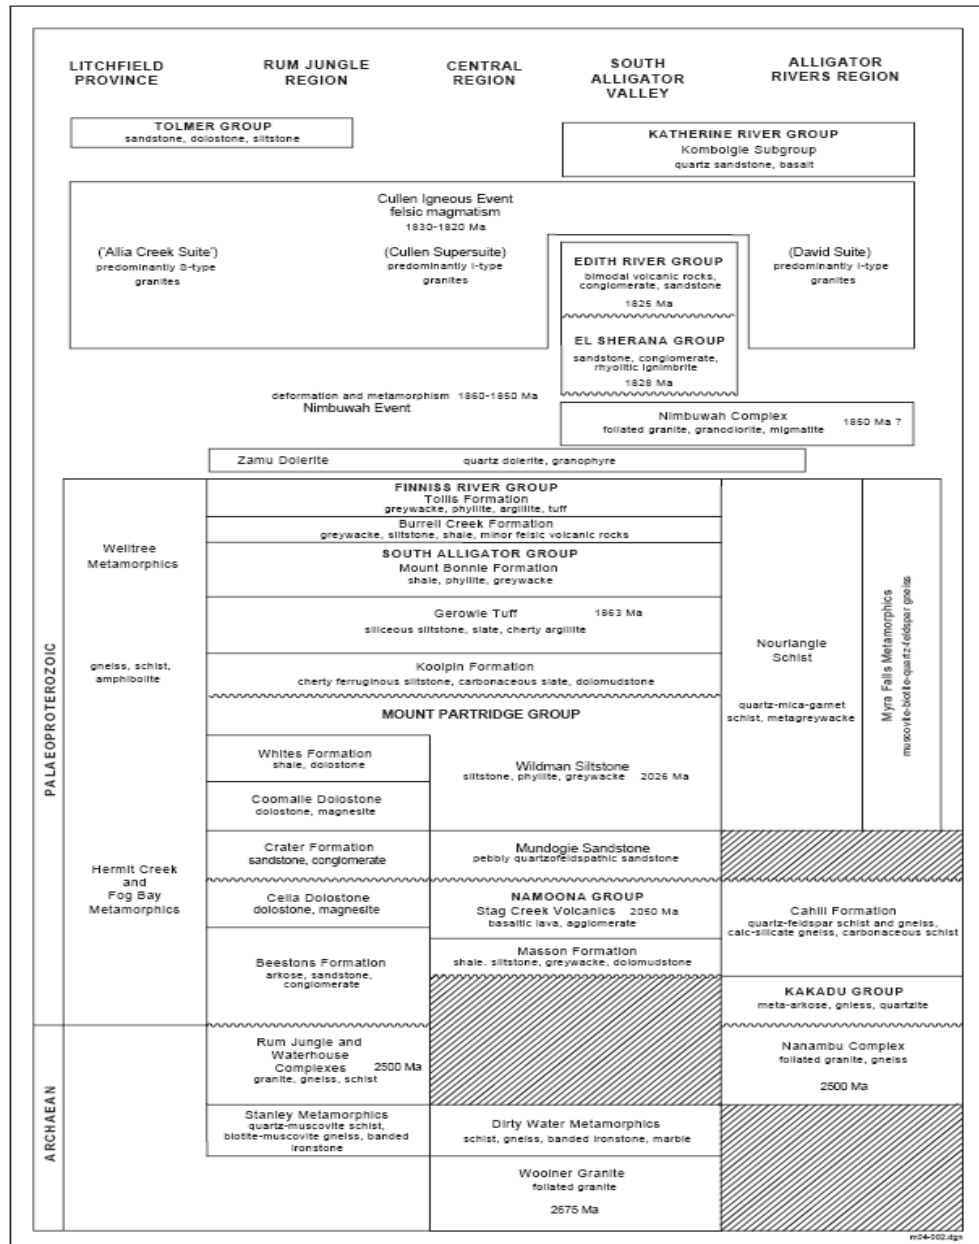 LITCHFIELD
PROVINCE
RUM JUNGLE
REGION
CENTRAL
REGION
SOUTH
ALLIGATOR
VALLEY
ALLIGATOR
RIVERS REGION
TOLMER GROUP
sandstone, dolostone, siltstone
KATHERINE RIVER GROUP
Kombolgie Subgroup
quartz sandstone, basalt
Cullen Igneous Event
felsic magmatism
1830-1820 Ma
('Allia Creek Suite')
predominantly S-type
granites
(Cullen Supersuite)
predominantly I-type
granites
EDITH RIVER GROUP
bimodal volcanic rocks,
conglomerate, sandstone
1825 Ma
(David Suite)
predominantly I-type
granites
EL SHERANA GROUP
sandstone, conglomerate,
rhyolitic ignimbrite
1828 Ma
deformation and metamorphism 1860-1850 Ma
Nimbuwah Event
Nimbuwah Complex
foliated granite, granodiorite, migmatite
1850 Ma ?
Zamu Dolerite
quartz dolerite, granophyre
PALAEOPROTEROZOIC
Welltree
Metamorphics
gneiss, schist,
amphibolite
Hermit Creek
and
Fog Bay
Metamorphics
FINNISS RIVER GROUP
Tollis Formation
greywacke, phyllite, argillite, tuff
Burrell Creek Formation
greywacke, siltstone, shale, minor felsic volcanic rocks
SOUTH ALLIGATOR GROUP
Mount Bonnie Formation
shale, phyllite, greywacke
Gerowie Tuff 1863 Ma
siliceous siltstone, slate, cherty argillite
Koolpin Formation
cherty ferruginous siltstone, carbonaceous slate, dolomudstone
MOUNT PARTRIDGE GROUP
Whites Formation
shale, dolostone
Coomalie Dolostone
dolostone, magnesite
Wildman Siltstone
siltstone, phyllite, greywacke 2026 Ma
Crater Formation
sandstone, conglomerate
Mundogie Sandstone
pebbly quartzofeldspathic sandstone
Celia Dolostone
dolostone, magnesite
NAMOONA GROUP
Stag Creek Volcanics 2050 Ma
basaltic lava, agglomerate
Beestons Formation
arkose, sandstone,
conglomerate
Masson Formation
shale. siltstone, greywacke, dolomudstone
Nourlangie
Schist
quartz-mica-garnet
schist, metagreywacke
Myra Falls Metamorphics
muscovite-biotite-quartz-feldspar gneiss
Cahill Formation
quartz-feldspar schist and gneiss,
calc-silicate gneiss, carbonaceous schist
KAKADU GROUP
meta-arkose, gniess, quartzite
ARCHAEAN
Rum Jungle and
Waterhouse
Complexes 2500 Ma
granite, gneiss, schist
Nanambu Complex
foliated granite, gneiss
2500 Ma
Stanley Metamorphics
quartz-muscovite schist,
biotite-muscovite gneiss, banded
ironstone
Dirty Water Metamorphics
schist, gneiss, banded ironstone, marble
Woolner Granite
foliated granite
2675 Ma
m04-002.dgn